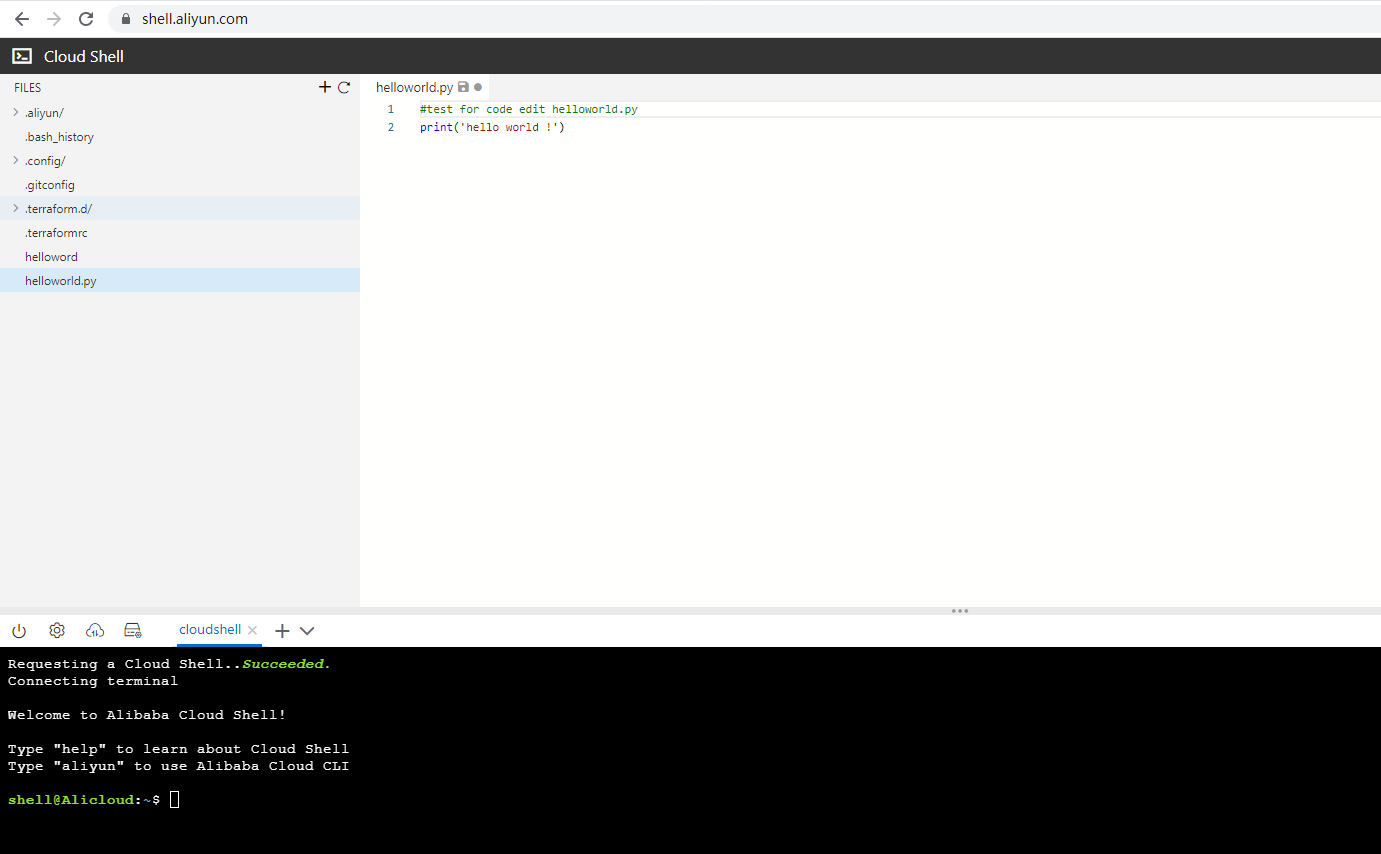 shell.aliyun.com
Cloud Shell
FILES
.aliyun/
.bash_history
.config/
.gitconfig
.terraform.d/
.terraformrc
helloword
helloworld.py
helloworld.py
1 #test for code edit helloworld.py
2 print('hello world !')
cloudshell
Requesting a Cloud Shell..Succeeded.
Connecting terminal
Welcome to Alibaba Cloud Shell!
Type "help" to learn about Cloud Shell
Type "aliyun" to use Alibaba Cloud CLI
shell@Alicloud:~$